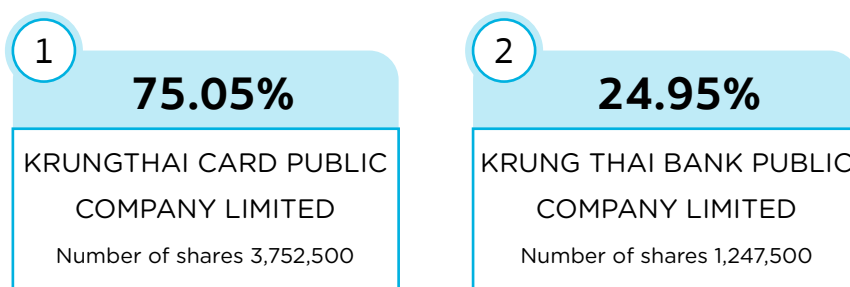 1
75.05%
KRUNGTHAI CARD PUBLIC
COMPANY LIMITED
Number of shares 3,752,500
2
24.95%
KRUNG THAI BANK PUBLIC
COMPANY LIMITED
Number of shares 1,247,500